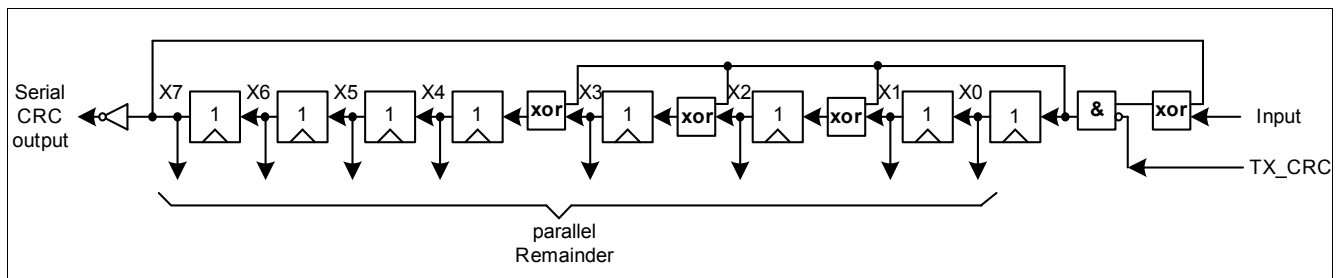 Serial
CRC
output
X7
1
X6
1
X5
1
X4
1
xor
X3
1
xor
X2
1
xor
X1
1
X0
1
&
xor
Input
TX_CRC
parallel
Remainder